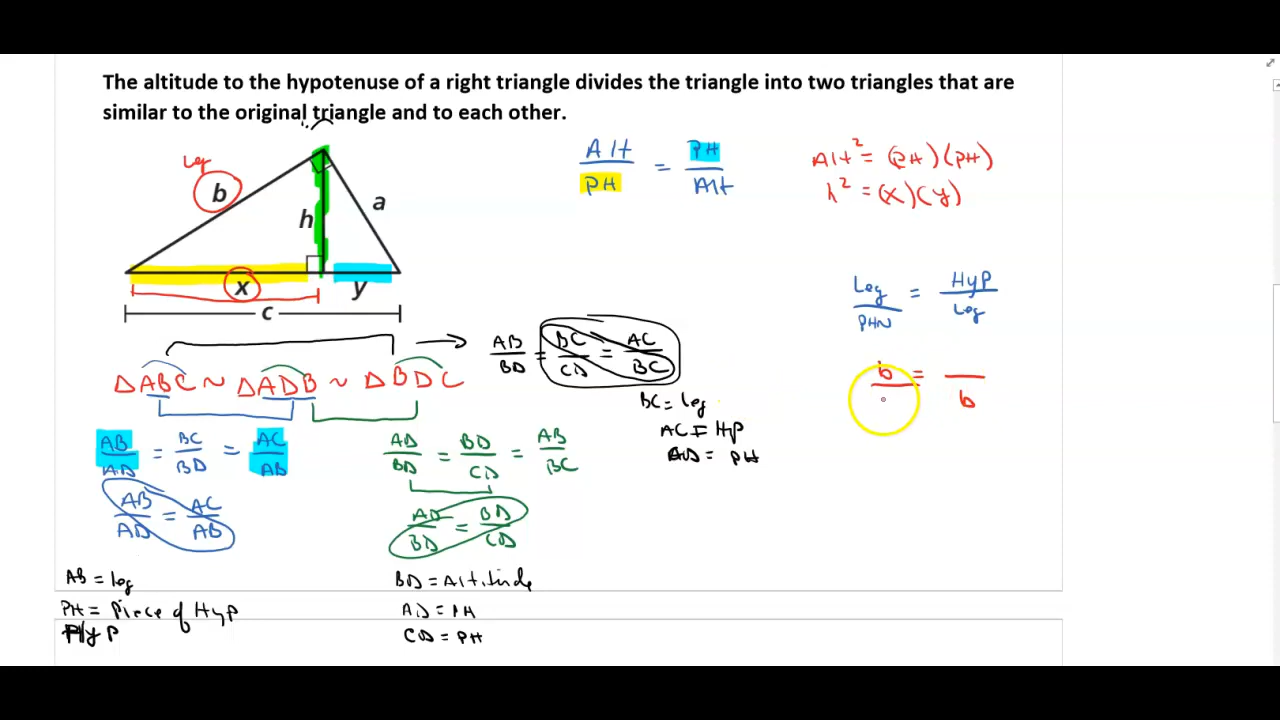 The altitude to the hypotenuse of a right triangle divides the triangle into two triangles that are
similar to the original triangle and to each other.
Leg
b
h
a
x
y
c
Alt/PH = PH/Alt
Alt² = (PH)(PH)
h² = (x)(y)
Leg/PHN = HyP/Leg
b/ = /b
ΔABC ~ ΔADB ~ ΔBDC
AB/BD = BC/CD = AC/BC
BC = leg
AC = HP
AD = PH
AB/AD = BC/BD = AC/AB
AB/AD = AC/AB
AD/BD = BD/CD = AB/BC
AD/BD = BD/CD
AB = leg
PH = Piece of HyP
HyP
BD = Altitude
AD = PH
CD = PH